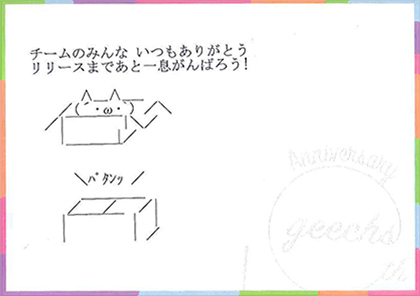 チームのみんな いつもありがとう
リリースまであと一息がんばろう！
(´・ω・｀)
＼ﾊﾟﾀﾝｯ／
Anniversary
geechs
th